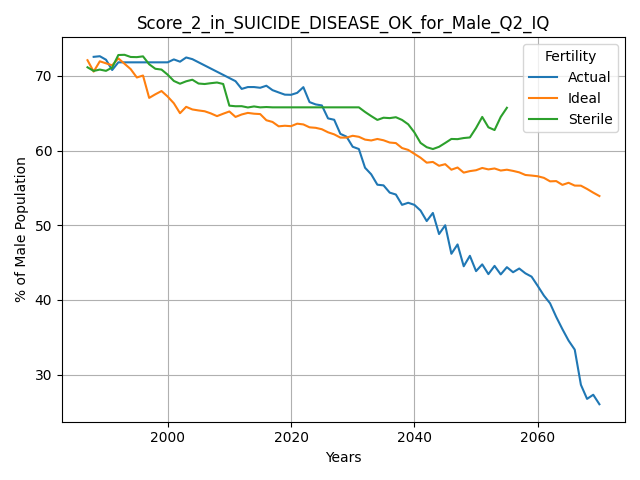 Score_2_in_SUICIDE_DISEASE_OK_for_Male_Q2_IQ
% of Male Population
70
60
50
40
30
Fertility
Actual
Ideal
Sterile
2000 2020 2040 2060
Years